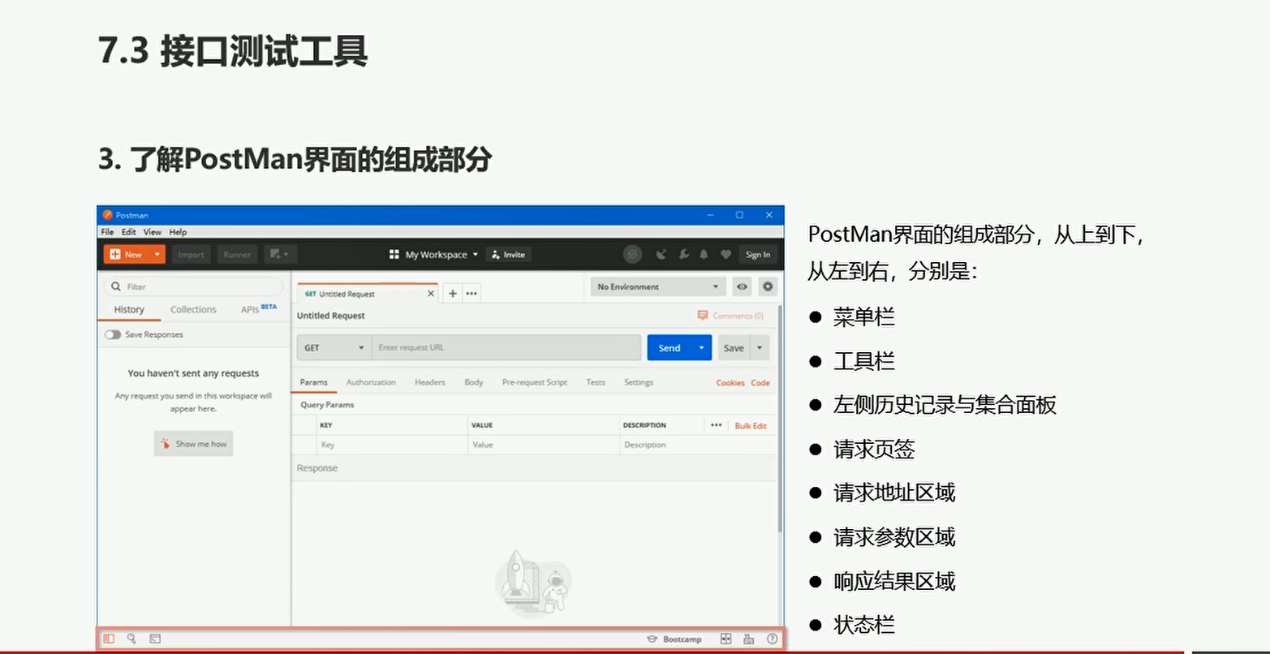 7.3 接口测试工具
3. 了解PostMan界面的组成部分
Postman
File Edit View Help
New Import Runner My Workspace Invite Sign In
Filter
History Collections APIs BETA
Save Responses
You haven't sent any requests
Any request you send in this workspace will
appear here.
Show me how
GET Untitled Request
No Environment
Untitled Request
Comments (0)
GET Enter request URL Send Save
Params Authorization Headers Body Pre-request Script Tests Settings Cookies Code
Query Params
KEY VALUE DESCRIPTION Bulk Edit
Key Value Description
Response
Bootcamp
PostMan界面的组成部分，从上到下，
从左到右，分别是：
● 菜单栏
● 工具栏
● 左侧历史记录与集合面板
● 请求页签
● 请求地址区域
● 请求参数区域
● 响应结果区域
● 状态栏